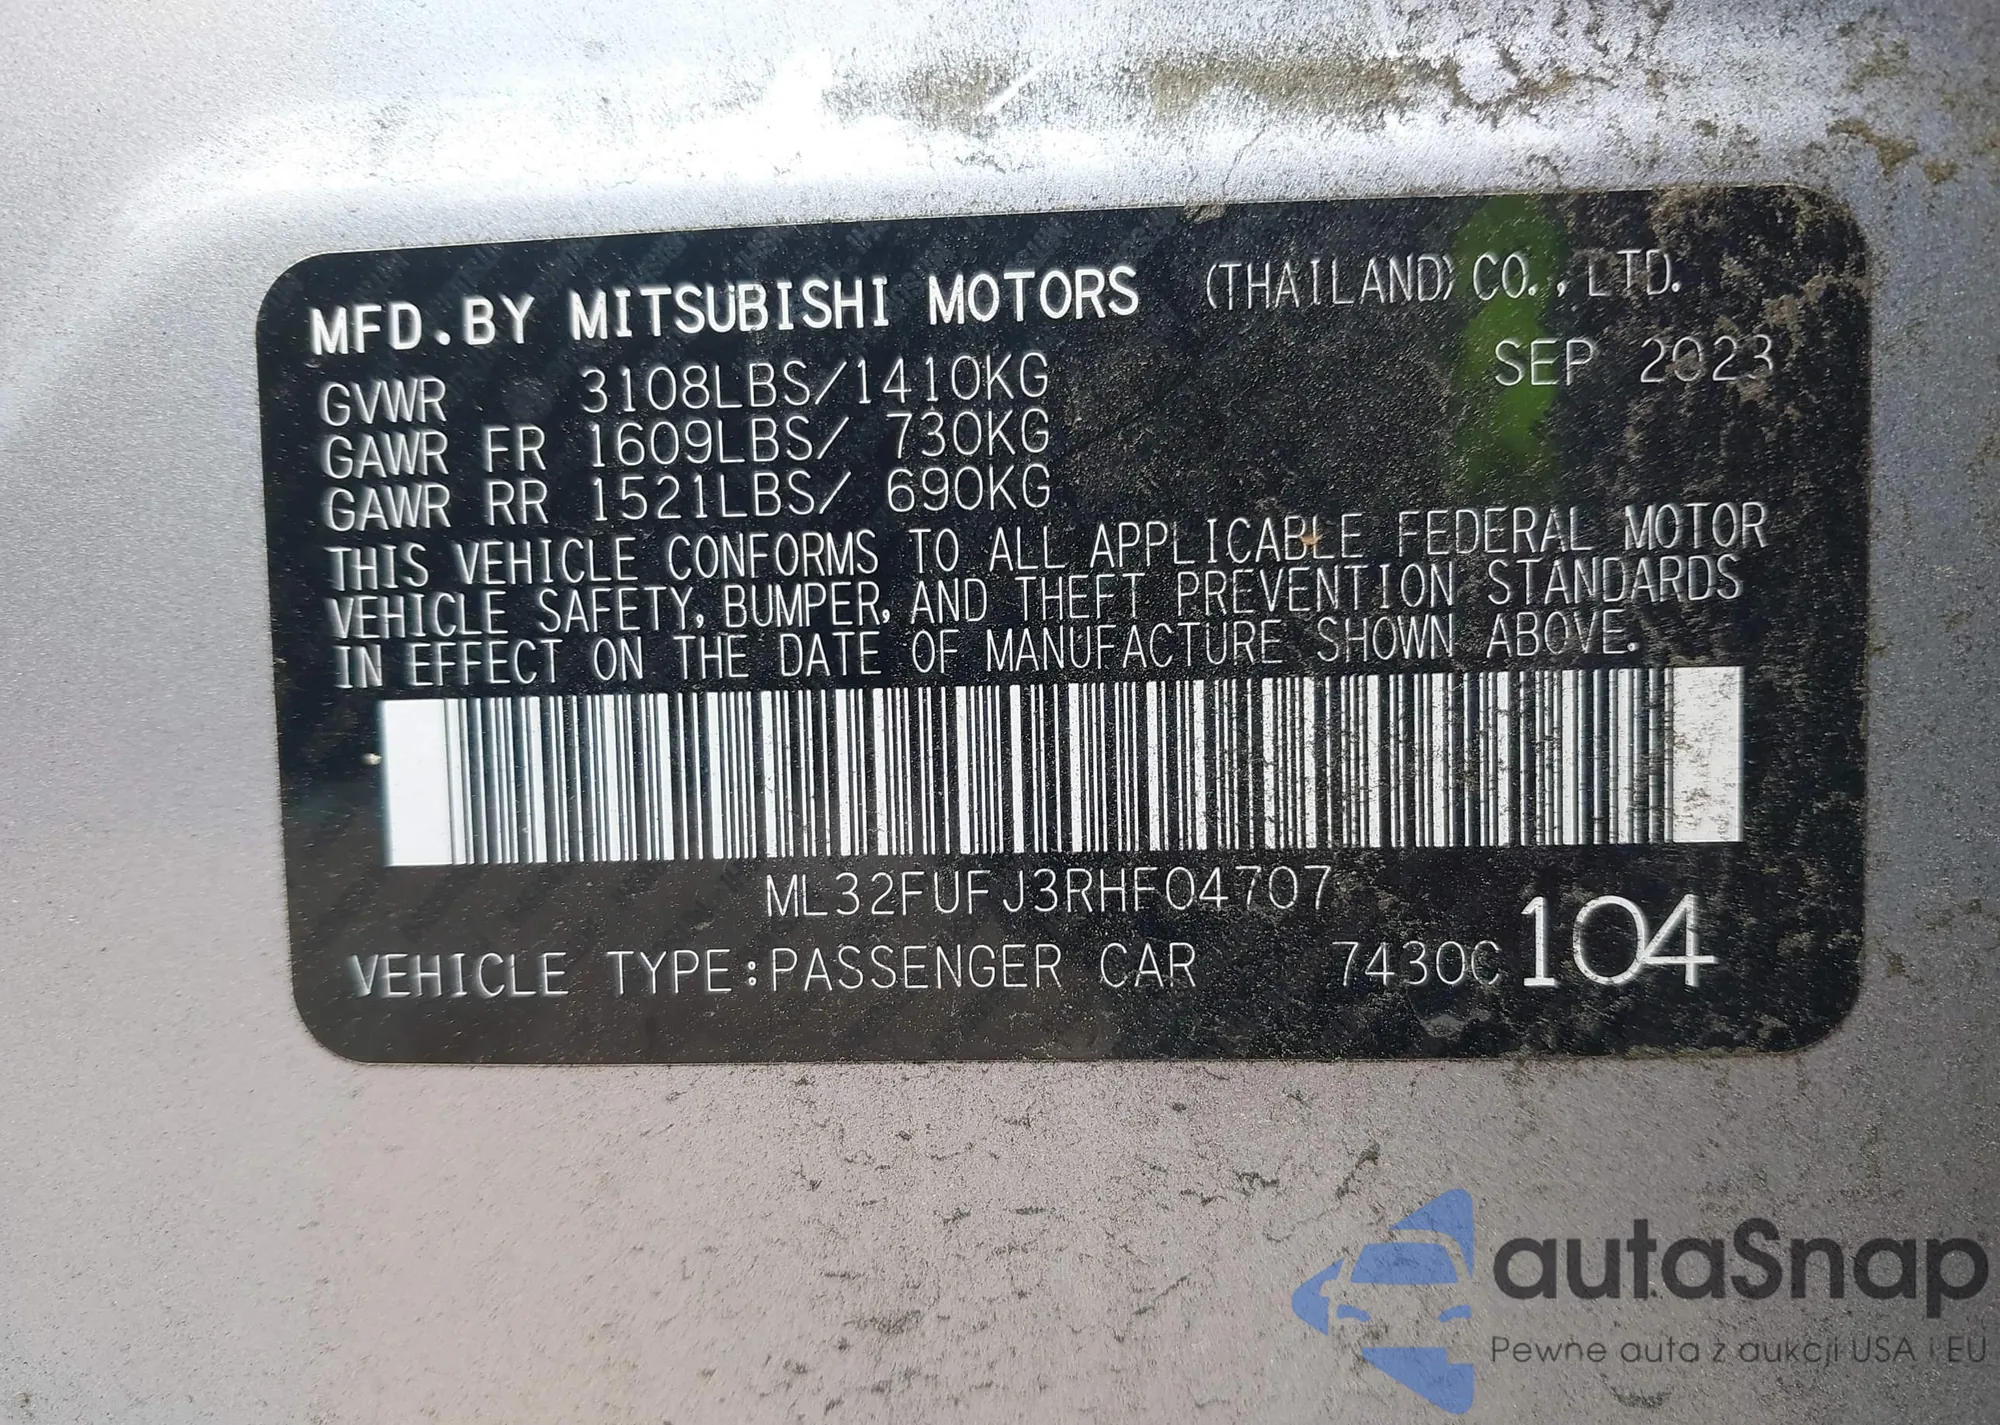 MFD.BY MITSUBISHI MOTORS (THAILAND) CO.,LTD.
SEP 2023
GVWR 3108LBS/1410KG
GAWR FR 1609LBS/ 730KG
GAWR RR 1521LBS/ 690KG
THIS VEHICLE CONFORMS TO ALL APPLICABLE FEDERAL MOTOR
VEHICLE SAFETY, BUMPER, AND THEFT PREVENTION STANDARDS
IN EFFECT ON THE DATE OF MANUFACTURE SHOWN ABOVE.
ML32FUFJ3RHF04707
VEHICLE TYPE:PASSENGER CAR 7430C 104
autaSnap
Pewne auta z aukcji USA i EU